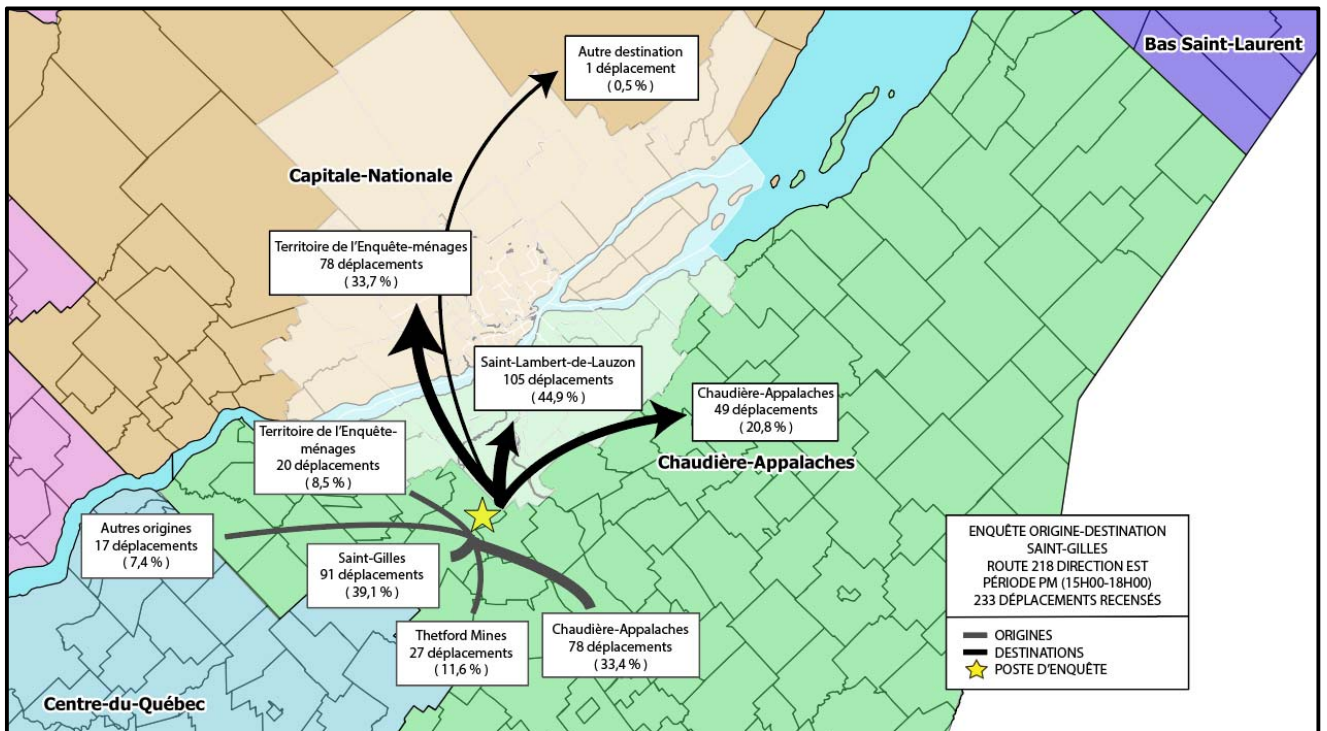 Bas Saint-Laurent
Autre destination
1 déplacement
( 0,5 % )
Capitale-Nationale
Territoire de l'Enquête-ménages
78 déplacements
( 33,7 % )
Saint-Lambert-de-Lauzon
105 déplacements
( 44,9 % )
Chaudière-Appalaches
49 déplacements
( 20,8 % )
Chaudière-Appalaches
Territoire de l'Enquête-
ménages
20 déplacements
( 8,5 % )
Autres origines
17 déplacements
( 7,4 % )
Saint-Gilles
91 déplacements
( 39,1 % )
Thetford Mines
27 déplacements
( 11,6 % )
Chaudière-Appalaches
78 déplacements
( 33,4 % )
Centre-du-Québec
ENQUÊTE ORIGINE-DESTINATION
SAINT-GILLES
ROUTE 218 DIRECTION EST
PÉRIODE PM (15H00-18H00)
233 DÉPLACEMENTS RECENSÉS
ORIGINES
DESTINATIONS
POSTE D'ENQUÊTE